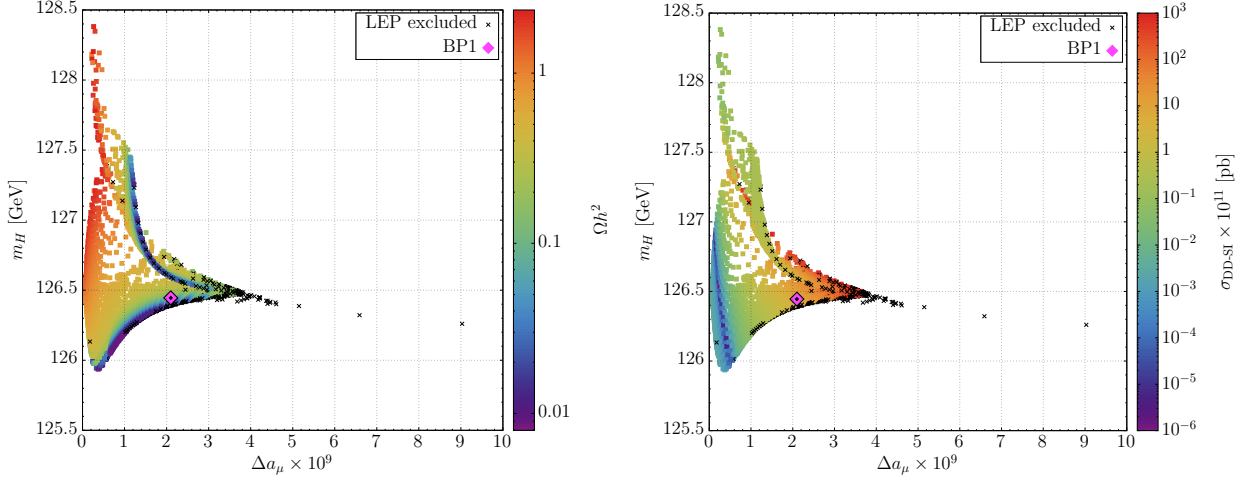 128.5
128
127.5
127
126.5
126
125.5
m_H [GeV]
0 1 2 3 4 5 6 7 8 9 10
Δa_μ × 10^9
LEP excluded
BP1
1
0.1
0.01
Ωh^2
128.5
128
127.5
127
126.5
126
125.5
m_H [GeV]
0 1 2 3 4 5 6 7 8 9 10
Δa_μ × 10^9
LEP excluded
BP1
10^3
10^2
10
1
10^−1
10^−2
10^−3
10^−4
10^−5
10^−6
σ_DD-SI × 10^11 [pb]